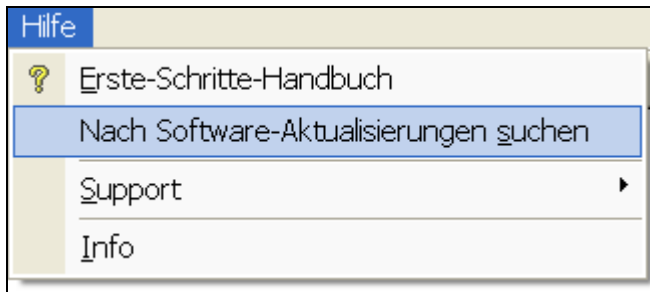 Hilfe
Erste-Schritte-Handbuch
Nach Software-Aktualisierungen suchen
Support
Info